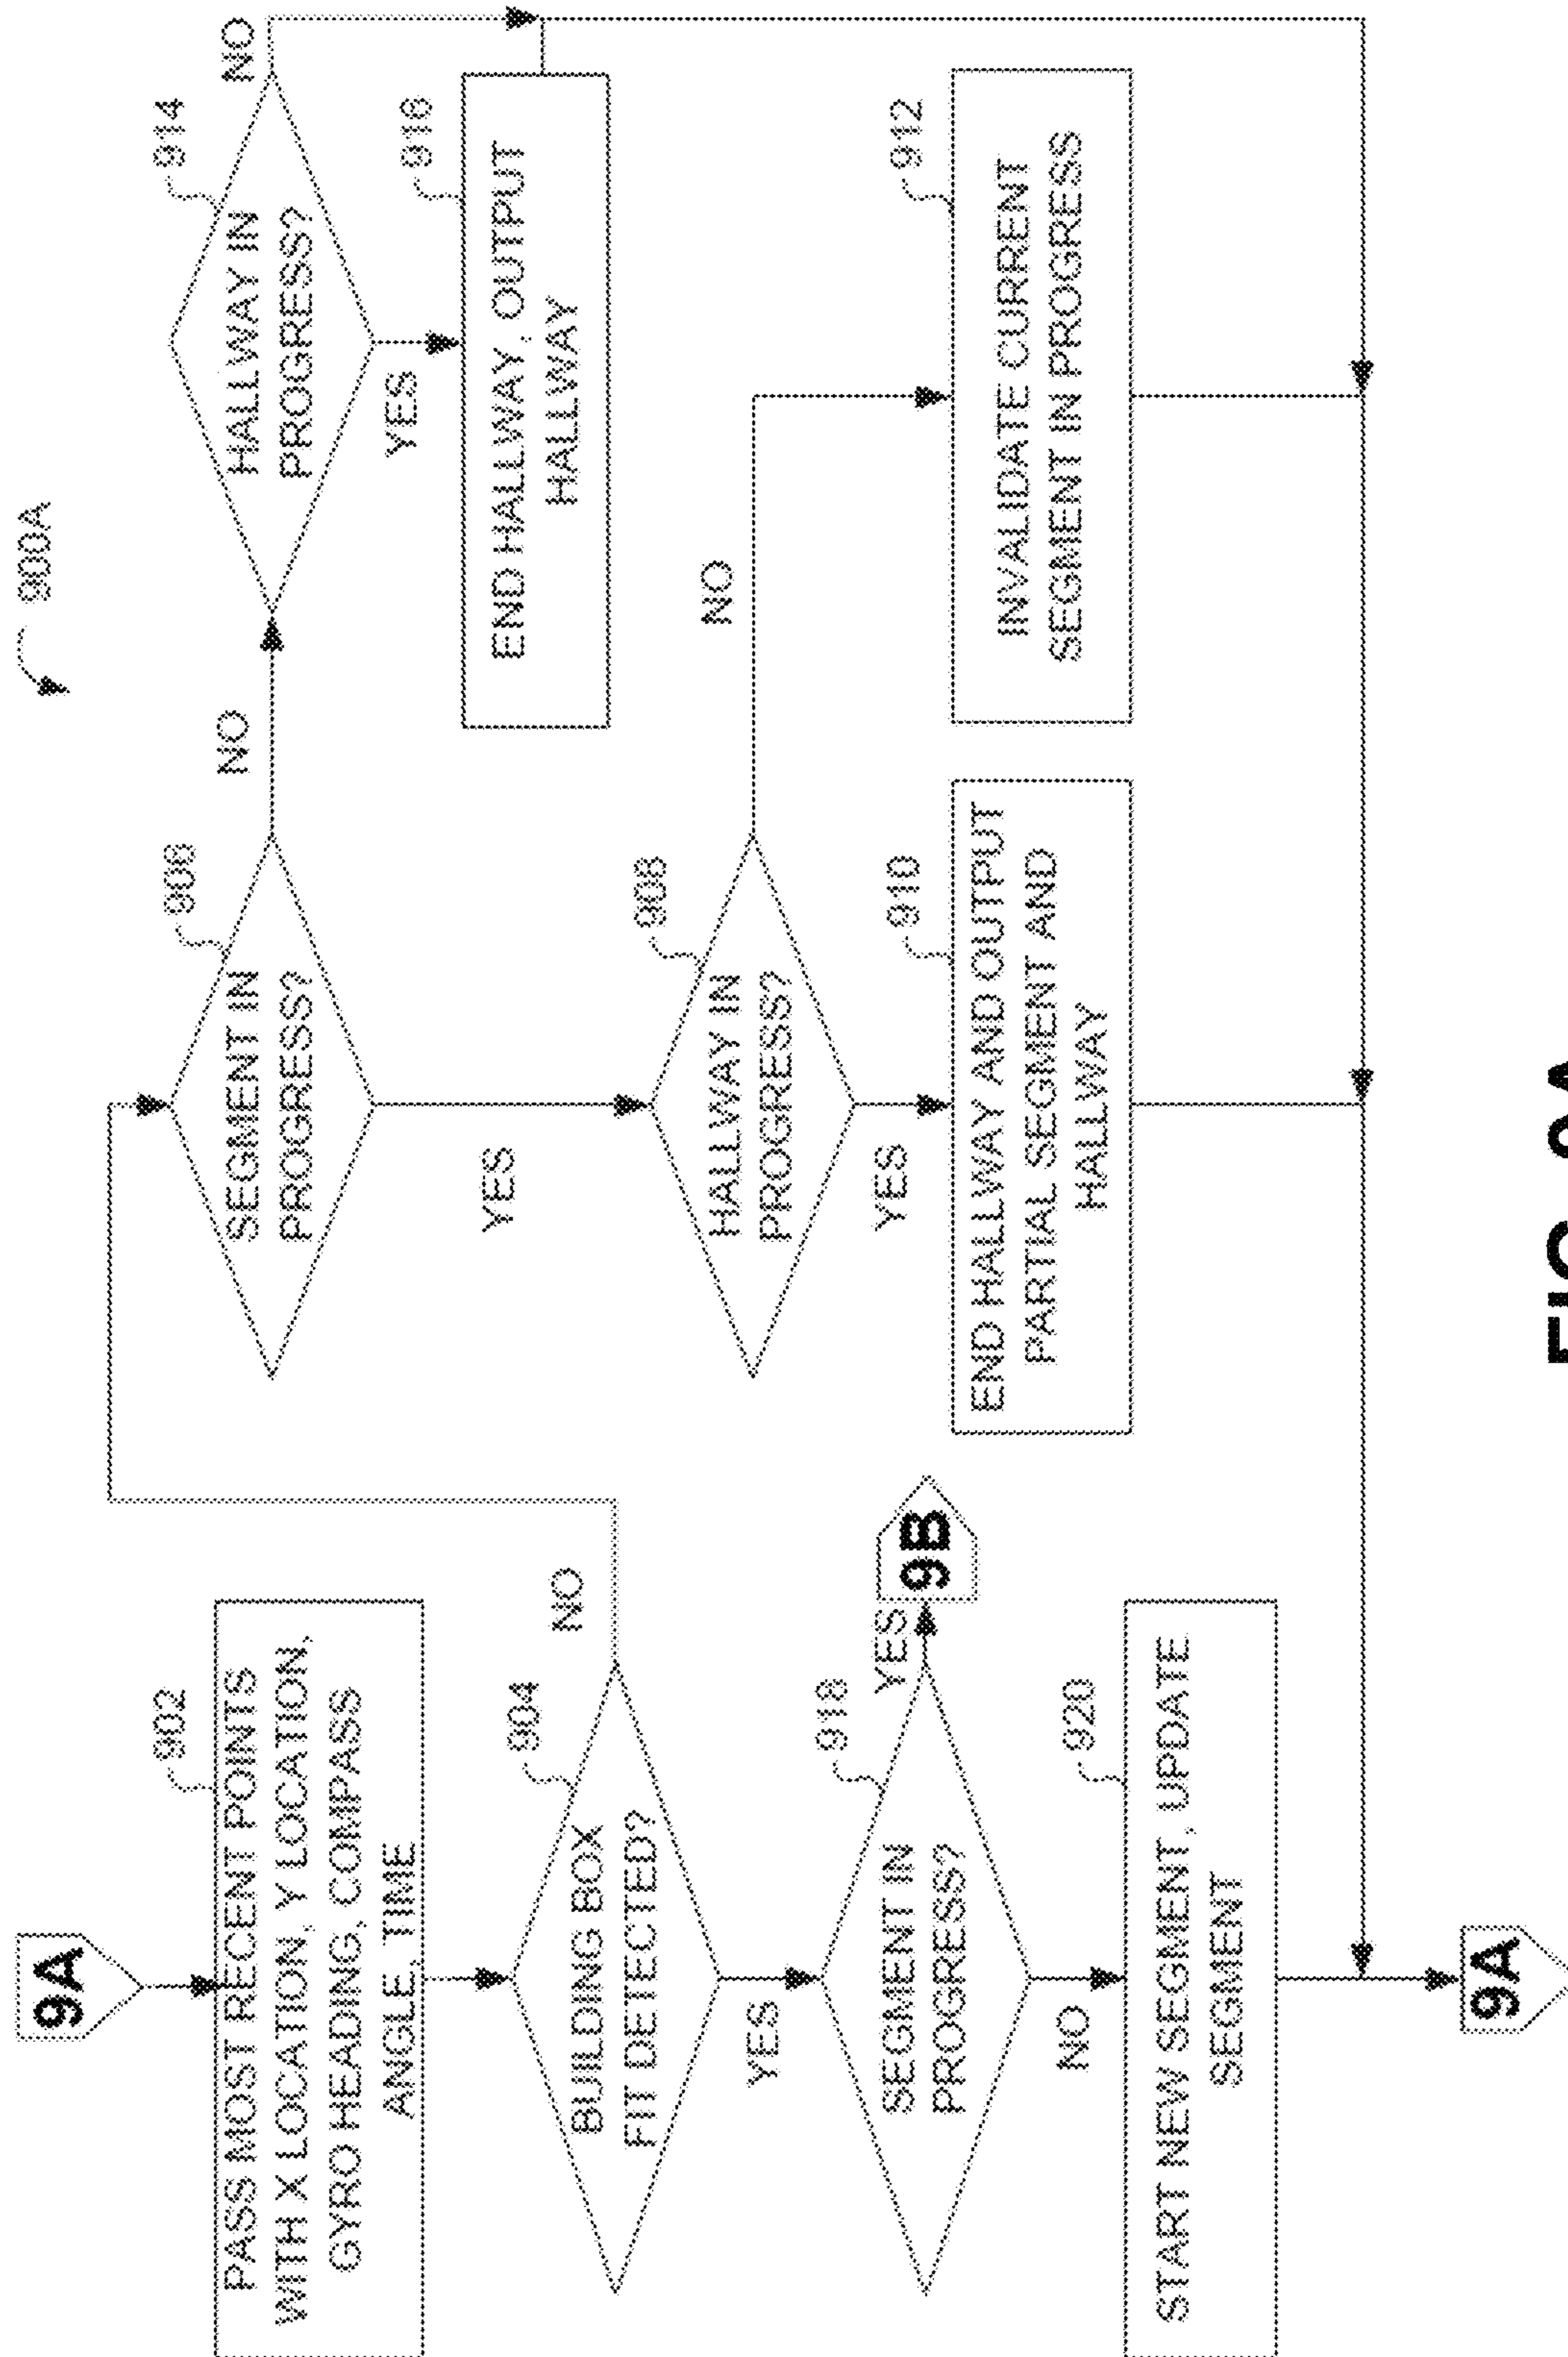 900A
9A
902
PASS MOST RECENT POINTS
WITH X LOCATION, Y LOCATION,
GYRO HEADING, COMPASS
ANGLE, TIME
904
BUILDING BOX
FIT DETECTED?
NO
YES
918
SEGMENT IN
PROGRESS?
YES
9B
NO
920
START NEW SEGMENT, UPDATE
SEGMENT
9A
906
SEGMENT IN
PROGRESS?
NO
YES
908
HALLWAY IN
PROGRESS?
NO
YES
910
END HALLWAY AND OUTPUT
PARTIAL SEGMENT AND
HALLWAY
914
HALLWAY IN
PROGRESS?
NO
YES
916
END HALLWAY, OUTPUT
HALLWAY
912
INVALIDATE CURRENT
SEGMENT IN PROGRESS
FIG. 9A